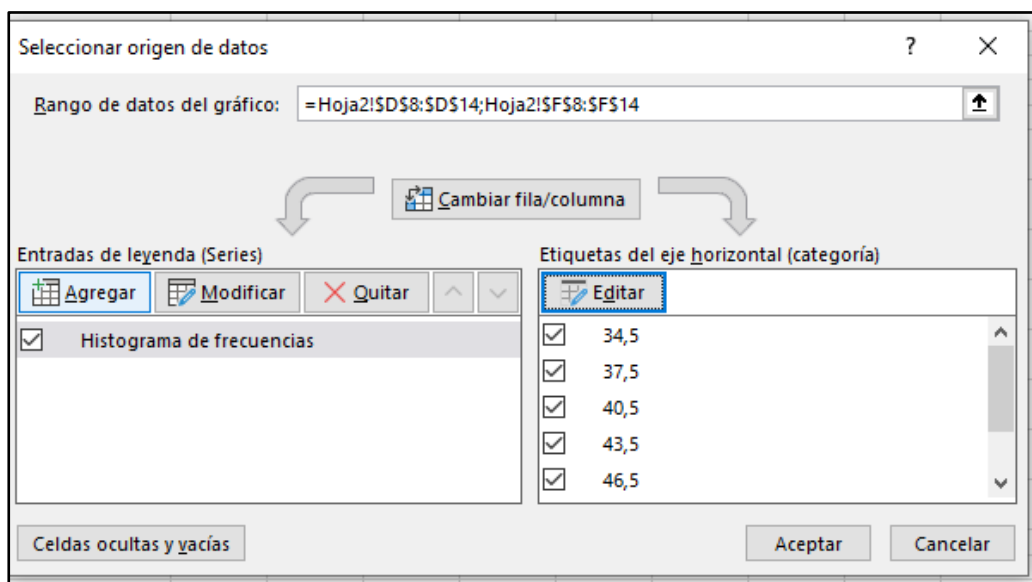 Seleccionar origen de datos ?
Rango de datos del gráfico: =Hoja2!$D$8:$D$14;Hoja2!$F$8:$F$14
Cambiar fila/columna
Entradas de leyenda (Series)
Agregar Modificar Quitar
Histograma de frecuencias
Etiquetas del eje horizontal (categoría)
Editar
34,5
37,5
40,5
43,5
46,5
Celdas ocultas y vacías
Aceptar Cancelar